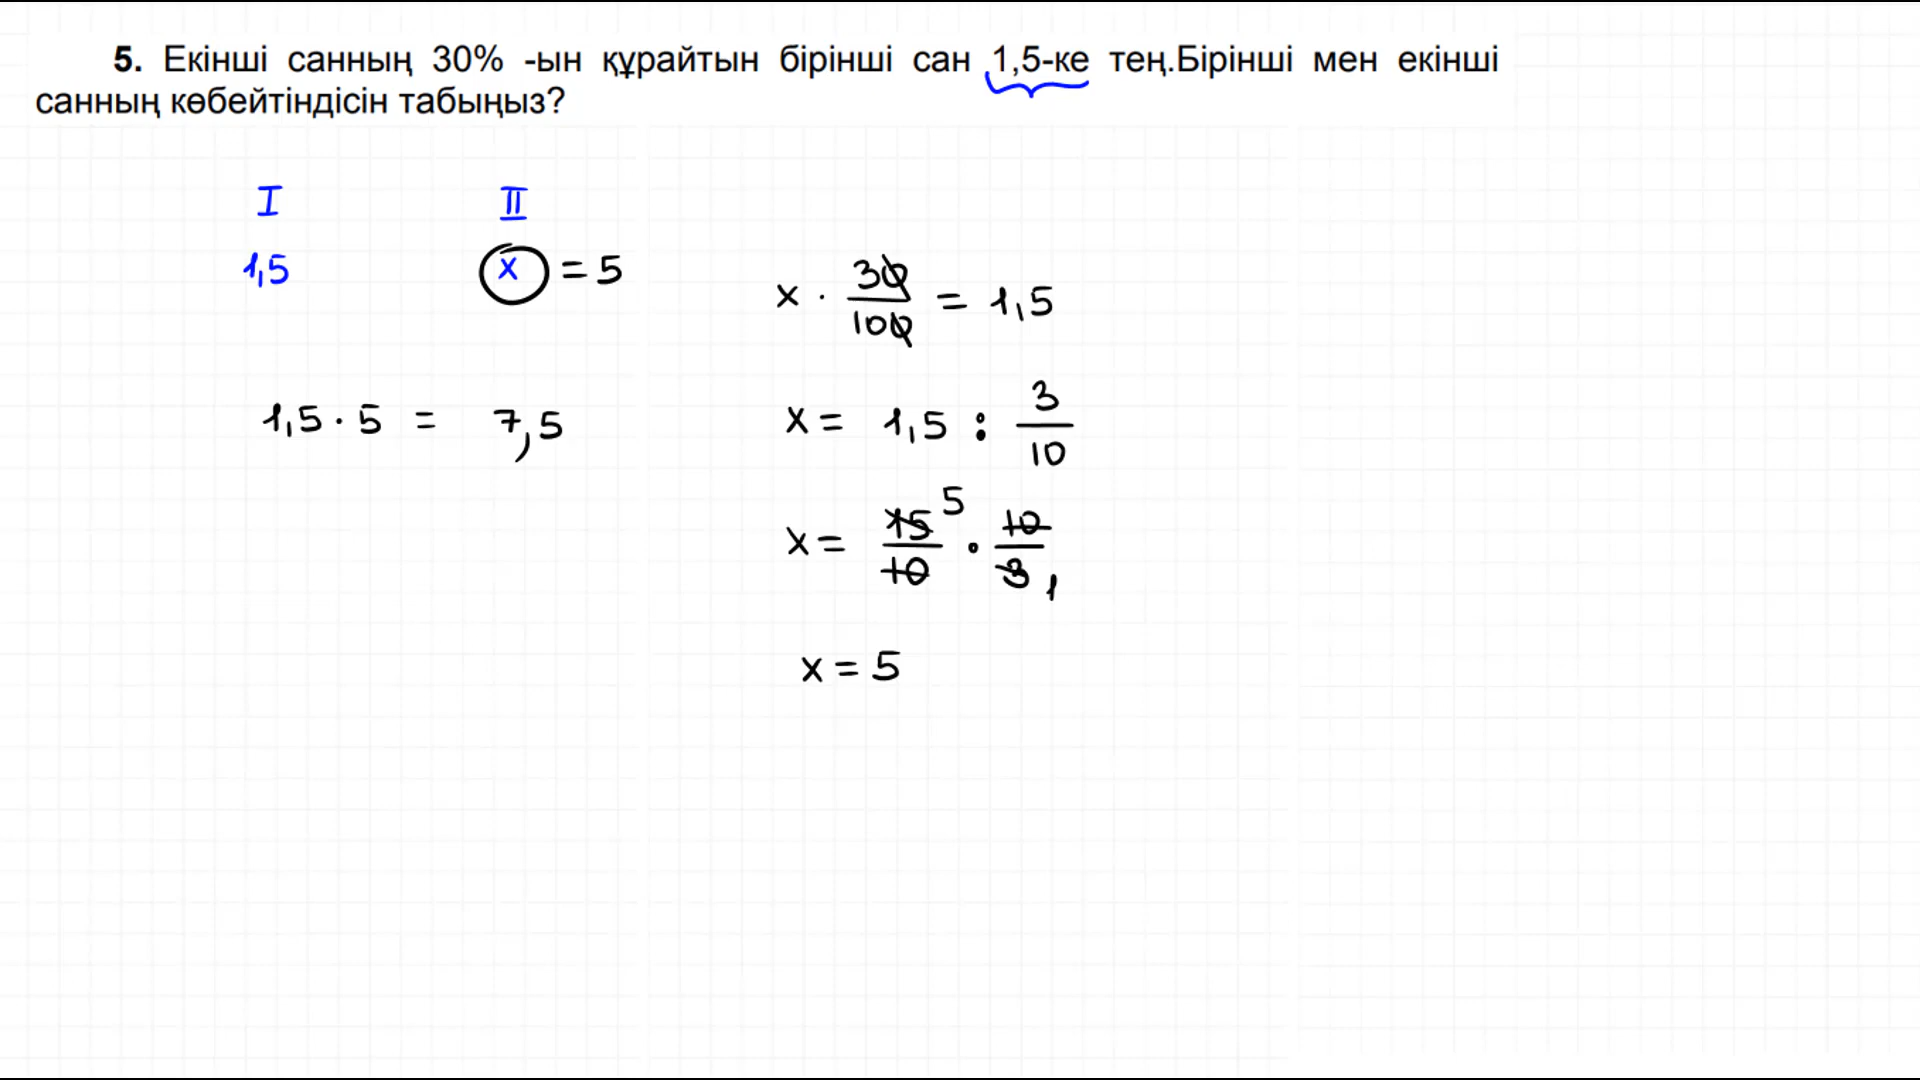 5. Екінші санның 30% -ын құрайтын бірінші сан 1,5-ке тең.Бірінші мен екінші
санның көбейтіндісін табыңыз?
I II
1,5 x = 5
x · 30/100 = 1,5
1,5 · 5 = 7,5
x = 1,5 : 3/10
x = 15/10 5 · 10/3 1
x = 5